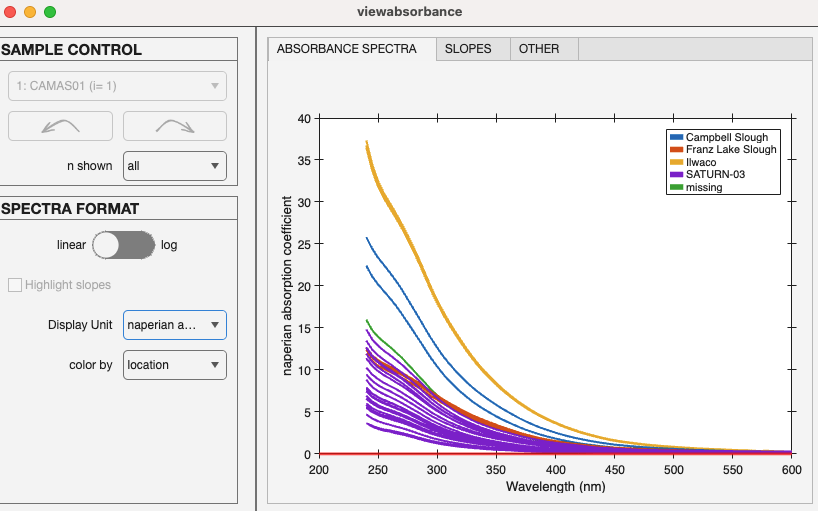 viewabsorbance
SAMPLE CONTROL
1: CAMAS01 (i= 1)
n shown
all
SPECTRA FORMAT
linear
log
Highlight slopes
Display Unit
naperian a...
color by
location
ABSORBANCE SPECTRA
SLOPES
OTHER
40
35
30
25
20
15
10
5
0
naperian absorption coefficient
Campbell Slough
Franz Lake Slough
Ilwaco
SATURN-03
missing
200 250 300 350 400 450 500 550 600
Wavelength (nm)